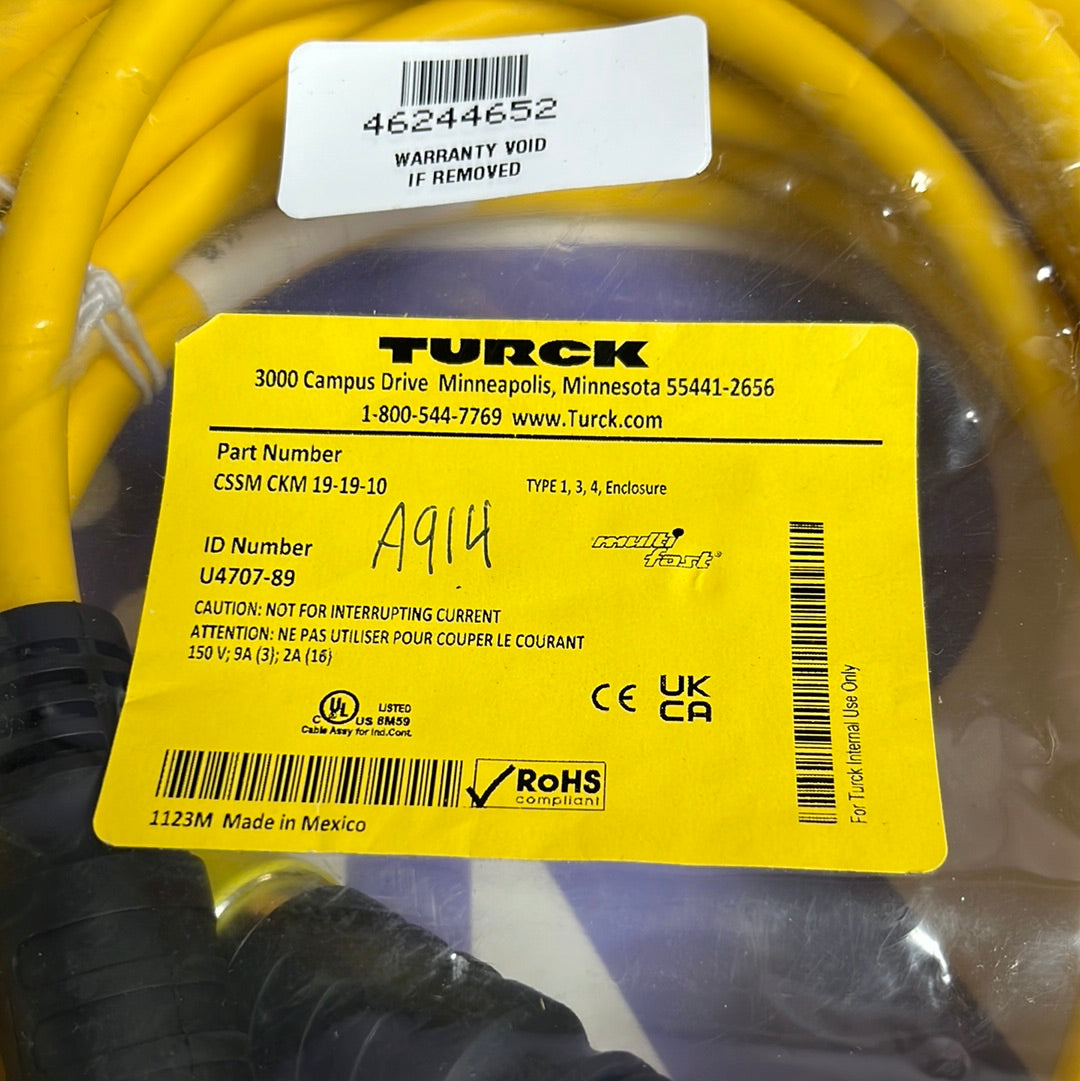 46244652
WARRANTY VOID
IF REMOVED
TURCK
3000 Campus Drive Minneapolis, Minnesota 55441-2656
1-800-544-7769 www.Turck.com
Part Number
CSSM CKM 19-19-10
TYPE 1, 3, 4, Enclosure
A914
multi
fast®
ID Number
U4707-89
CAUTION: NOT FOR INTERRUPTING CURRENT
ATTENTION: NE PAS UTILISER POUR COUPER LE COURANT
150 V; 9A (3); 2A (16)
CE
UK
CA
C UL US LISTED 8M59
Cable Assy for Ind.Cont.
RoHS
compliant
1123M Made in Mexico
For Turck Internal Use Only